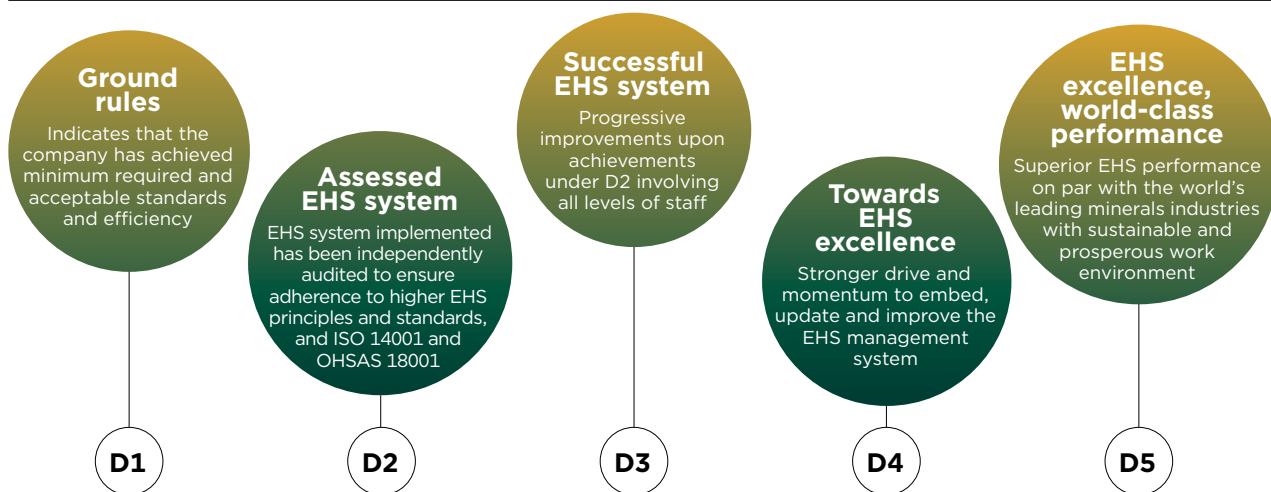 Ground
rules
Indicates that the
company has achieved
minimum required and
acceptable standards
and efficiency
D1
Assessed
EHS system
EHS system implemented
has been independently
audited to ensure
adherence to higher EHS
principles and standards,
and ISO 14001 and
OHSAS 18001
D2
Successful
EHS system
Progressive
improvements upon
achievements
under D2 involving
all levels of staff
D3
Towards
EHS
excellence
Stronger drive and
momentum to embed,
update and improve the
EHS management
system
D4
EHS
excellence,
world-class
performance
Superior EHS performance
on par with the world’s
leading minerals industries
with sustainable and
prosperous work
environment
D5